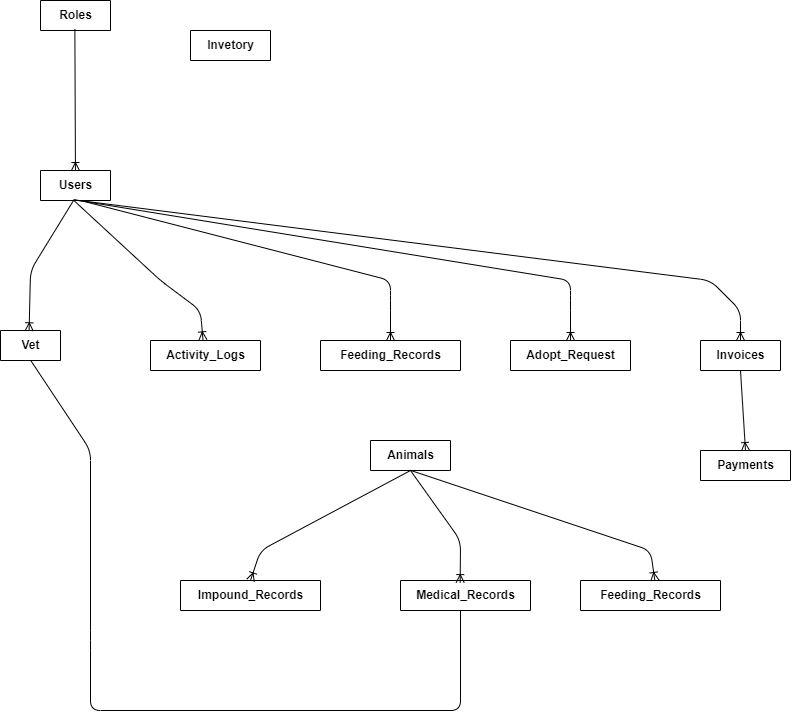 Roles
Invetory
Users
Vet
Activity_Logs
Feeding_Records
Adopt_Request
Invoices
Animals
Payments
Impound_Records
Medical_Records
Feeding_Records